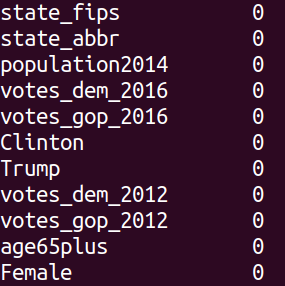 state_fips 0
state_abbr 0
population2014 0
votes_dem_2016 0
votes_gop_2016 0
Clinton 0
Trump 0
votes_dem_2012 0
votes_gop_2012 0
age65plus 0
Female 0